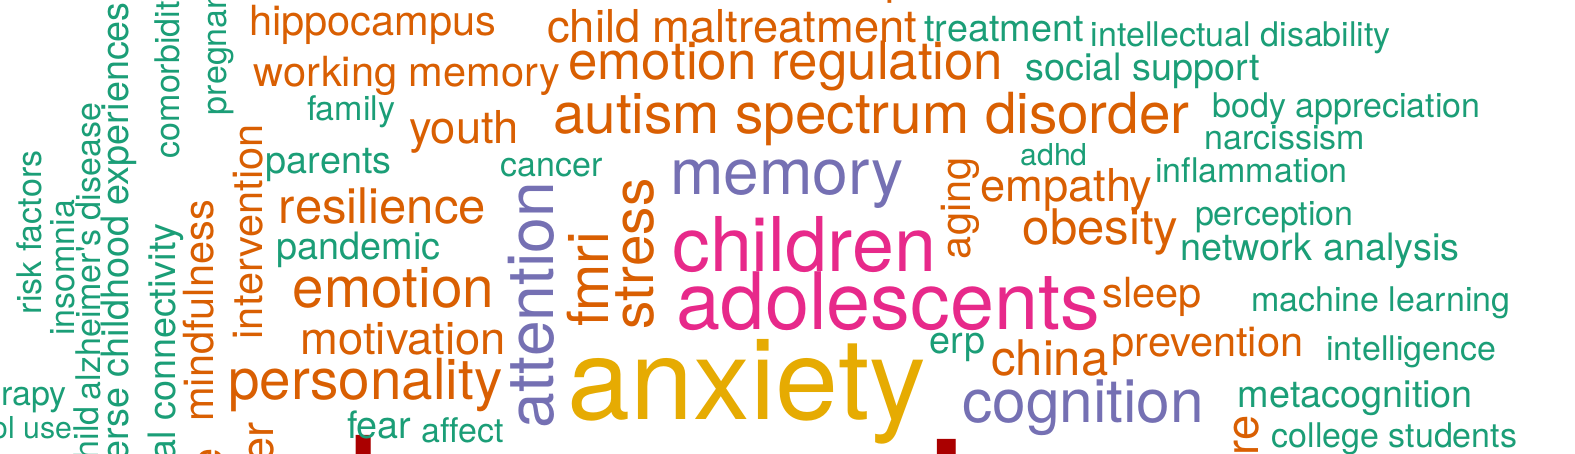 hippocampus
child maltreatment
treatment
intellectual disability
working memory
emotion regulation
social support
family
youth
autism spectrum disorder
body appreciation
narcissism
parents
cancer
memory
adhd
inflammation
aging
empathy
resilience
obesity
perception
pandemic
children
network analysis
emotion
adolescents
sleep
machine learning
motivation
erp
china
prevention
intelligence
personality
anxiety
cognition
metacognition
fear
affect
college students
risk factors
insomnia
alzheimer's disease
childhood experiences
connectivity
mindfulness
intervention
attention
fmri
stress
comorbidit
pregnan
rapy
ol use
hild
erse
al
er
re